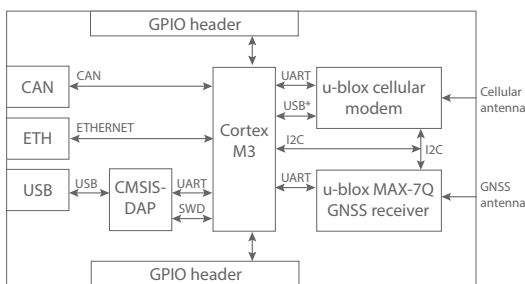 GPIO header
CAN
CAN
ETH
ETHERNET
USB
USB
CMSIS-
DAP
UART
SWD
Cortex
M3
UART
USB*
I2C
UART
u-blox cellular
modem
I2C
u-blox MAX-7Q
GNSS receiver
Cellular
antenna
GNSS
antenna
GPIO header